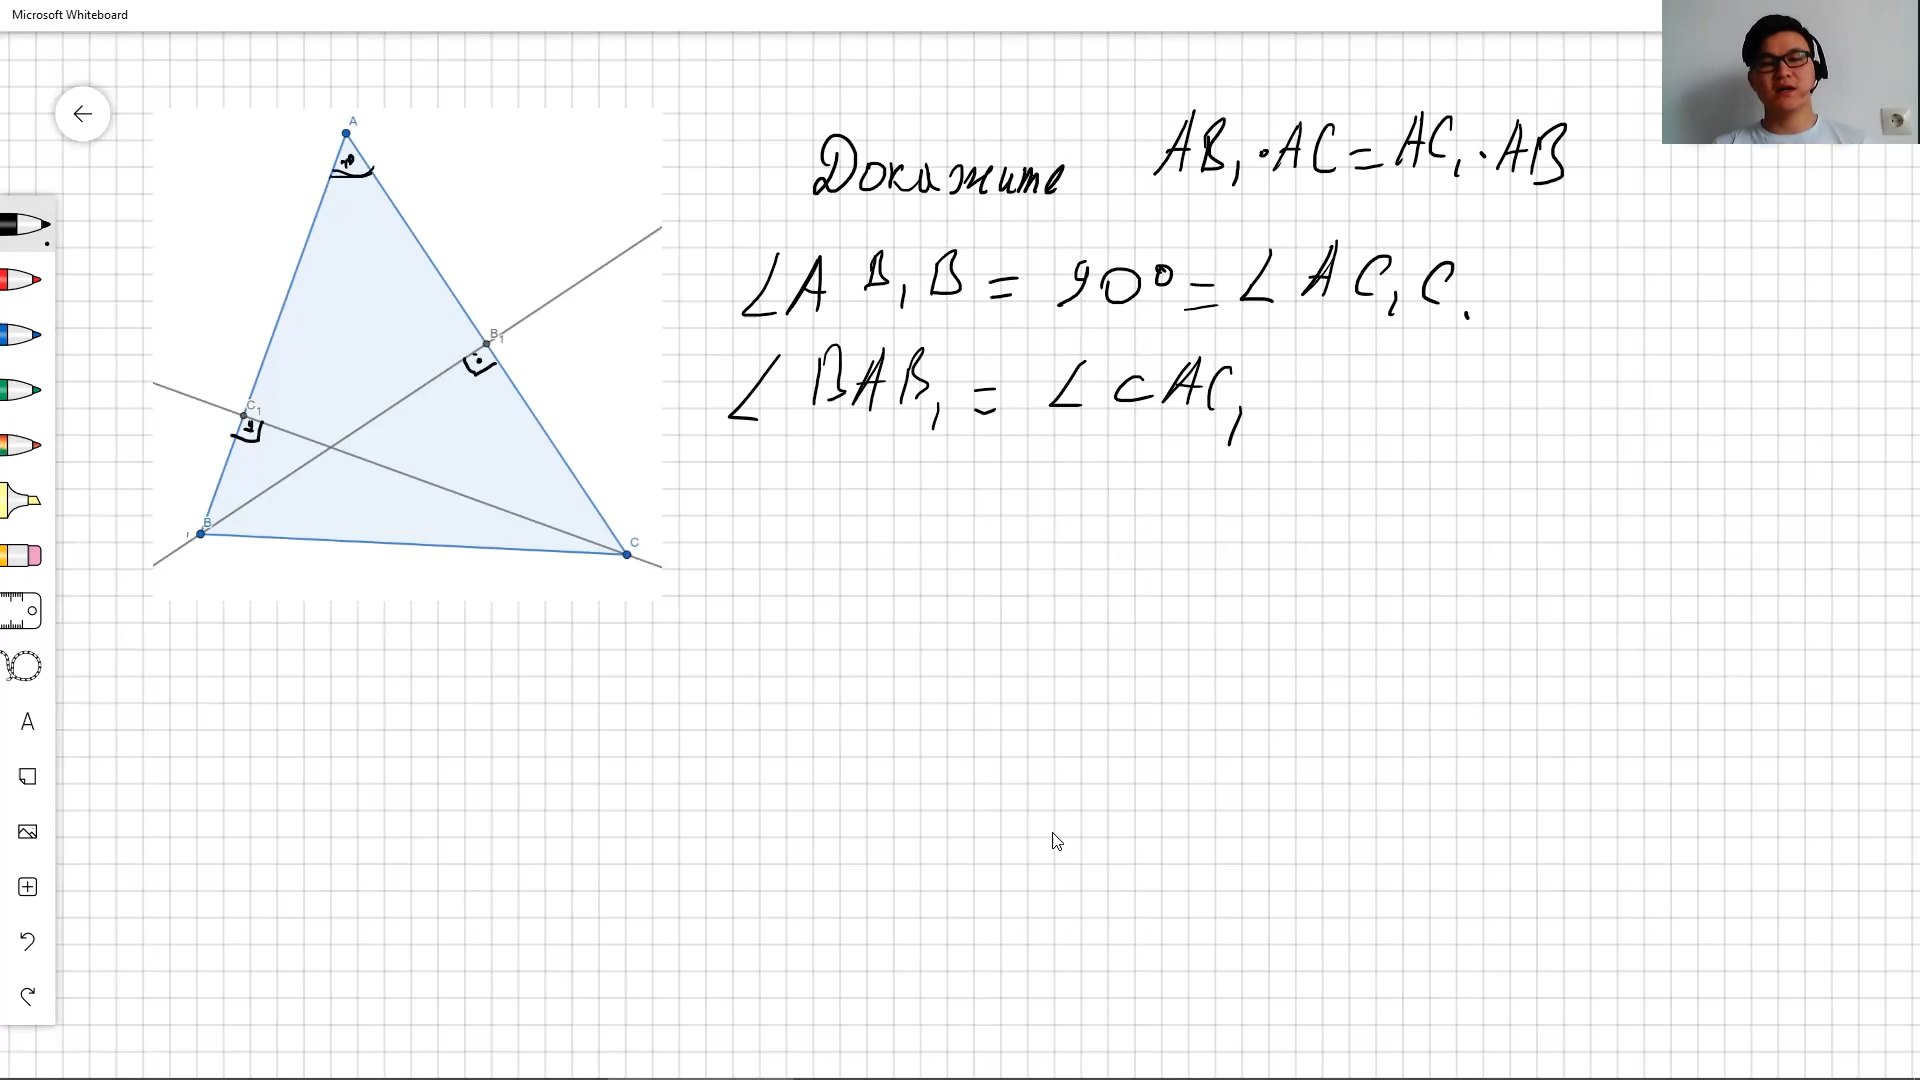 Microsoft Whiteboard
Докажите AB₁·AC=AC₁·AB
∠AB₁B = 90°=∠AC₁C.
∠BAB₁ = ∠CAC₁
A
B₁
C₁
B
C
A